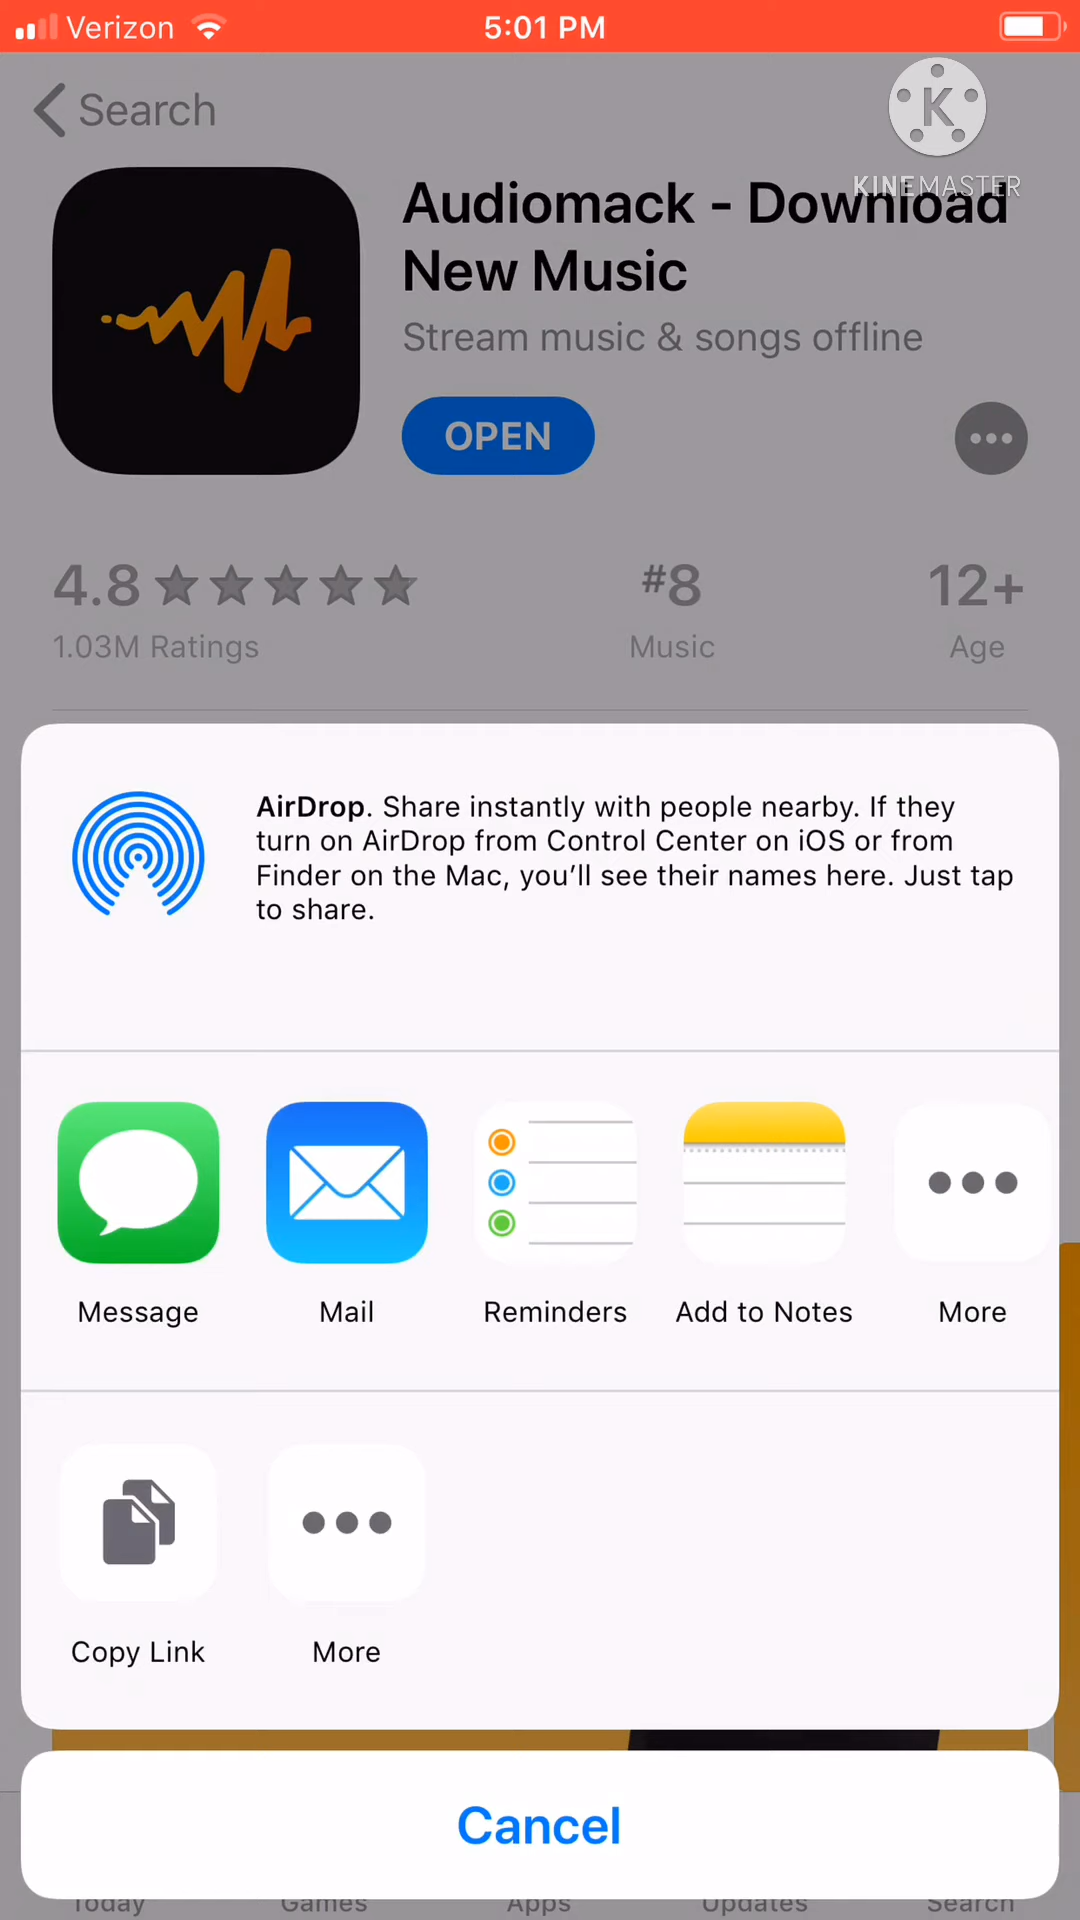 Verizon
5:01 PM
Search
K
KINEMASTER
Audiomack - Download
New Music
Stream music & songs offline
OPEN
4.8
#8
12+
1.03M Ratings
Music
Age
AirDrop. Share instantly with people nearby. If they
turn on AirDrop from Control Center on iOS or from
Finder on the Mac, you’ll see their names here. Just tap
to share.
Message
Mail
Reminders
Add to Notes
More
Copy Link
More
Cancel
Today
Games
Apps
Updates
Search